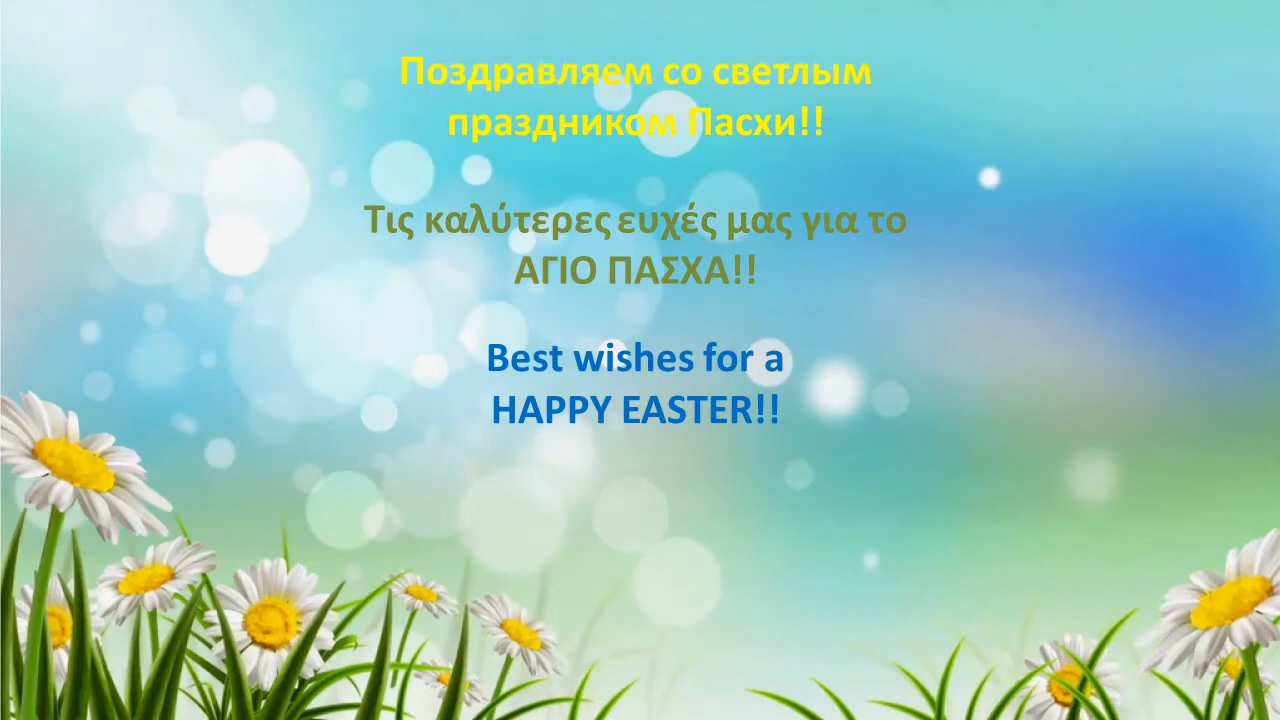 Поздравляем со светлым
праздником Пасхи!!
Τις καλύτερες ευχές μας για το
ΑΓΙΟ ΠΑΣΧΑ!!
Best wishes for a
HAPPY EASTER!!